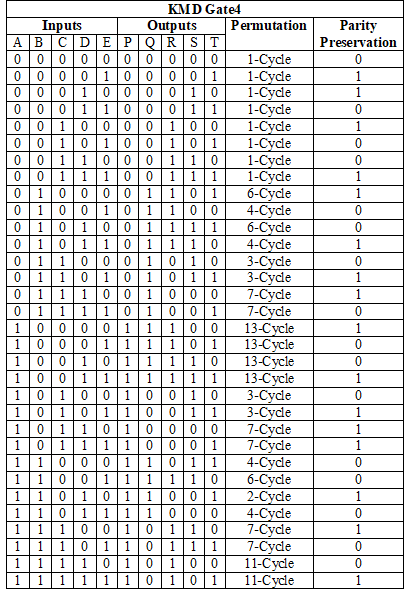 KMD Gate4
Inputs Outputs Permutation Parity
A B C D E P Q R S T Preservation
0 0 0 0 0 0 0 0 0 0 1-Cycle 0
0 0 0 0 1 0 0 0 0 1 1-Cycle 1
0 0 0 1 0 0 0 0 1 0 1-Cycle 1
0 0 0 1 1 0 0 0 1 1 1-Cycle 0
0 0 1 0 0 0 0 1 0 0 1-Cycle 1
0 0 1 0 1 0 0 1 0 1 1-Cycle 0
0 0 1 1 0 0 0 1 1 0 1-Cycle 0
0 0 1 1 1 0 0 1 1 1 1-Cycle 1
0 1 0 0 0 0 1 1 0 1 6-Cycle 1
0 1 0 0 1 0 1 1 0 0 4-Cycle 0
0 1 0 1 0 0 1 1 1 1 6-Cycle 0
0 1 0 1 1 0 1 1 1 0 4-Cycle 1
0 1 1 0 0 0 1 0 1 0 3-Cycle 0
0 1 1 0 1 0 1 0 1 1 3-Cycle 1
0 1 1 1 0 0 1 0 0 0 7-Cycle 1
0 1 1 1 1 0 1 0 0 1 7-Cycle 0
1 0 0 0 0 1 1 1 0 0 13-Cycle 1
1 0 0 0 1 1 1 1 0 1 13-Cycle 0
1 0 0 1 0 1 1 1 1 0 13-Cycle 0
1 0 0 1 1 1 1 1 1 1 13-Cycle 1
1 0 1 0 0 1 0 0 1 0 3-Cycle 0
1 0 1 0 1 1 0 0 1 1 3-Cycle 1
1 0 1 1 0 1 0 0 0 0 7-Cycle 1
1 0 1 1 1 1 0 0 0 1 7-Cycle 1
1 1 0 0 0 1 1 0 1 1 4-Cycle 0
1 1 0 0 1 1 1 1 1 0 6-Cycle 0
1 1 0 1 0 1 1 0 0 1 2-Cycle 1
1 1 0 1 1 1 1 0 0 0 4-Cycle 0
1 1 1 0 0 1 0 1 1 0 7-Cycle 1
1 1 1 0 1 1 0 1 1 1 7-Cycle 0
1 1 1 1 0 1 0 1 0 0 11-Cycle 0
1 1 1 1 1 1 0 1 0 1 11-Cycle 1